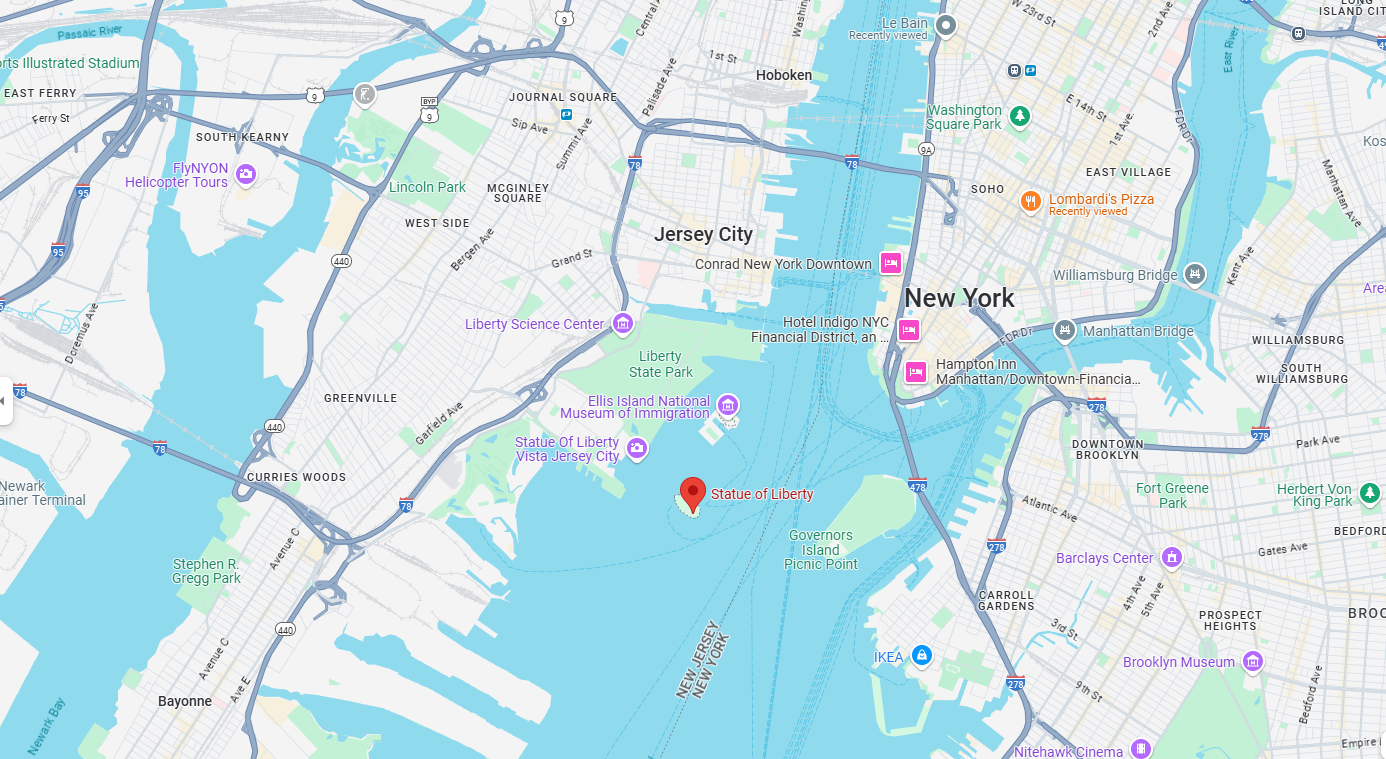 Passaic River
orts Illustrated Stadium
EAST FERRY
Ferry St
SOUTH KEARNY
FlyNYON
Helicopter Tours
95
95
9
9
BYP
9
JOURNAL SQUARE
Sip Ave
Summit Ave
Palisade Ave
Central A
1st St
Washing
Hoboken
Le Bain
Recently viewed
W 23rd St
2nd Ave
LONG
ISLAND CIT
East River
Washington
Square Park
E 14th St
1st Ave
FDR Dr
Kos
EAST VILLAGE
9A
78
78
SOHO
Lombardi's Pizza
Recently viewed
Manhattan Ave
Lincoln Park
MCGINLEY
SQUARE
WEST SIDE
Bergen Ave
Grand St
440
Jersey City
Conrad New York Downtown
New York
Williamsburg Bridge
Kent Ave
Area
Doremus Ave
Liberty Science Center
Hotel Indigo NYC
Financial District, an ...
FDR Dr
Manhattan Bridge
WILLIAMSBURG
Liberty
State Park
Hampton Inn
Manhattan/Downtown-Financia...
SOUTH
WILLIAMSBURG
78
GREENVILLE
Garfield Ave
Ellis Island National
Museum of Immigration
278
278
440
78
Statue Of Liberty
Vista Jersey City
DOWNTOWN
BROOKLYN
Park Ave
CURRIES WOODS
Newark
ainer Terminal
78
Statue of Liberty
478
Atlantic Ave
Fort Greene
Park
Herbert Von
King Park
BEDFORD
Avenue C
Governors
Island
Picnic Point
278
Barclays Center
Gates Ave
Stephen R.
Gregg Park
CARROLL
GARDENS
4th Ave
5th Ave
PROSPECT
HEIGHTS
BROO
440
3rd St
Avenue C
Ave E
NEW JERSEY
NEW YORK
IKEA
Brooklyn Museum
278
9th St
Bedford Ave
Bayonne
Newark Bay
Nitehawk Cinema
Empire